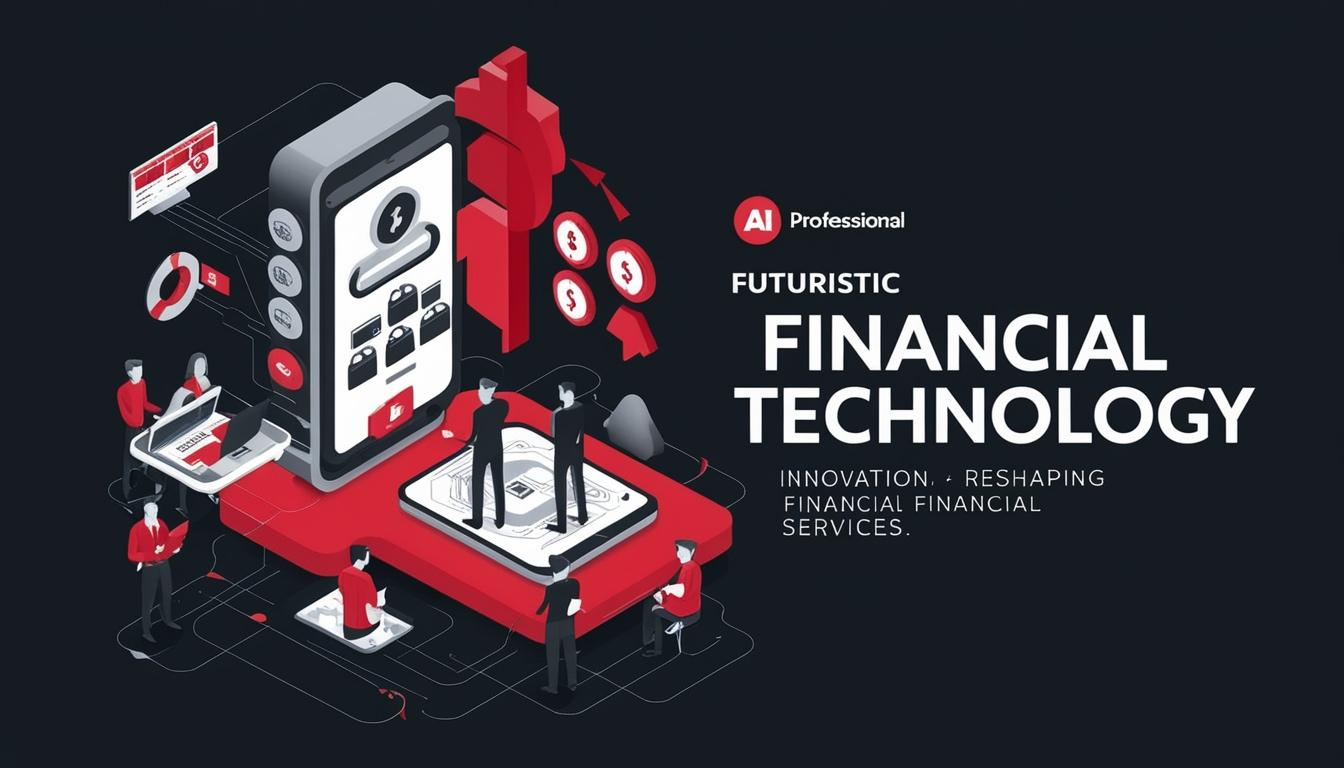 AI Professional
FUTURISTIC
FINANCIAL
TECHNOLOGY
INNOVATION. - RESHAPING
FINANCIAL FINANCIAL
SERVICES.
$
$